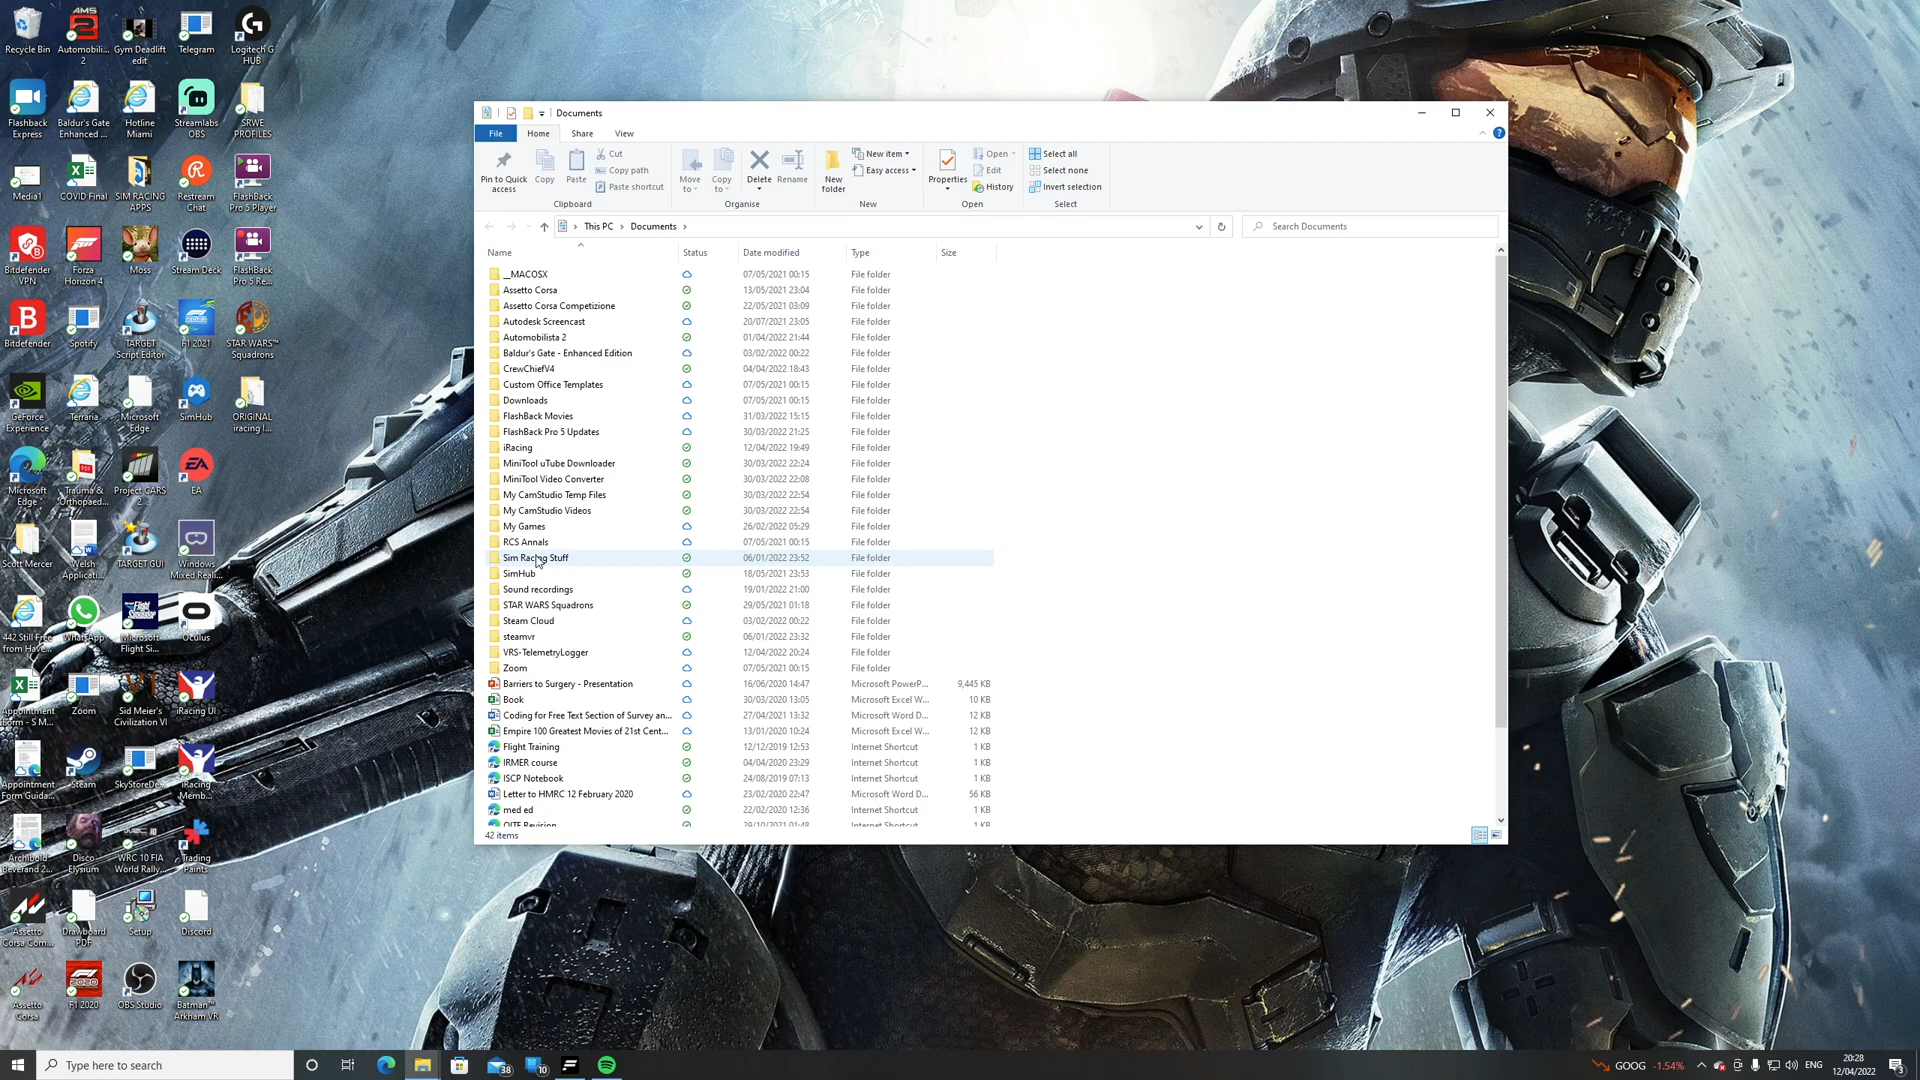 Recycle Bin
Automobili...
2
Gym Deadlift
edit
Telegram
Logitech G
HUB
Flashback
Express
Baldur's Gate
Enhanced ...
Hotline
Miami
Streamlabs
OBS
SRWE
PROFILES
Media1
COVID Final
SIM RACING
APPS
Restream
Chat
FlashBack
Pro 5 Player
Bitdefender
VPN
Forza
Horizon 4
Moss
Stream Deck
FlashBack
Pro 5 Re...
Bitdefender
Spotify
TARGET
Script Editor
F1 2021
STAR WARS™
Squadrons
GeForce
Experience
Terraria
Microsoft
Edge
SimHub
ORIGINAL
iracing l...
Microsoft
Edge
Trauma &
Orthopaed...
Project CARS
2
EA
Scott Mercer
Welsh
Applicati...
TARGET GUI
Windows
Mixed Reali...
442 Still Free
from Have...
WhatsApp
Microsoft
Flight Si...
Oculus
Appointment
Form - S M...
Zoom
Sid Meier's
Civilization VI
iRacing UI
Appointment
Form Guida...
Steam
SkyStoreDe...
iRacing
Memb...
Archibold
Reverand 2...
Disco
Elysium
WRC 10 FIA
World Rally...
Trading
Paints
Assetto
Corsa Com...
Drawboard
PDF
Setup
Discord
Assetto
Corsa
F1 2020
OBS Studio
Batman™
Arkham VR
Documents
File Home Share View
Pin to Quick
access
Copy
Paste
Cut
Copy path
Paste shortcut
Clipboard
Move
to
Copy
to
Delete
Rename
Organise
New
folder
New item
Easy access
New
Properties
Open
Edit
History
Open
Select all
Select none
Invert selection
Select
This PC > Documents >
Search Documents
Name Status Date modified Type Size
__MACOSX 07/05/2021 00:15 File folder
Assetto Corsa 13/05/2021 23:04 File folder
Assetto Corsa Competizione 22/05/2021 03:09 File folder
Autodesk Screencast 20/07/2021 23:05 File folder
Automobilista 2 01/04/2022 21:44 File folder
Baldur's Gate - Enhanced Edition 03/02/2022 00:22 File folder
CrewChiefV4 04/04/2022 18:43 File folder
Custom Office Templates 07/05/2021 00:15 File folder
Downloads 07/05/2021 00:15 File folder
FlashBack Movies 31/03/2022 15:15 File folder
FlashBack Pro 5 Updates 30/03/2022 21:25 File folder
iRacing 12/04/2022 19:49 File folder
MiniTool uTube Downloader 30/03/2022 22:24 File folder
MiniTool Video Converter 30/03/2022 22:08 File folder
My CamStudio Temp Files 30/03/2022 22:54 File folder
My CamStudio Videos 30/03/2022 22:54 File folder
My Games 26/02/2022 05:29 File folder
RCS Annals 07/05/2021 00:15 File folder
Sim Racing Stuff 06/01/2022 23:52 File folder
SimHub 18/05/2021 23:53 File folder
Sound recordings 19/01/2022 21:00 File folder
STAR WARS Squadrons 29/05/2021 01:18 File folder
Steam Cloud 03/02/2022 00:22 File folder
steamvr 06/01/2022 23:32 File folder
VRS-TelemetryLogger 12/04/2022 20:24 File folder
Zoom 07/05/2021 00:15 File folder
Barriers to Surgery - Presentation 16/06/2020 14:47 Microsoft PowerP... 9,445 KB
Book 30/03/2020 13:05 Microsoft Excel W... 10 KB
Coding for Free Text Section of Survey an... 27/04/2021 13:32 Microsoft Word D... 12 KB
Empire 100 Greatest Movies of 21st Cent... 13/01/2020 10:24 Microsoft Excel W... 12 KB
Flight Training 12/12/2019 12:53 Internet Shortcut 1 KB
IRMER course 04/04/2020 23:29 Internet Shortcut 1 KB
ISCP Notebook 24/08/2019 07:13 Internet Shortcut 1 KB
Letter to HMRC 12 February 2020 23/02/2020 22:47 Microsoft Word D... 56 KB
med ed 22/02/2020 12:36 Internet Shortcut 1 KB
OITE Revision 29/10/2021 01:48 Internet Shortcut 1 KB
42 items
Type here to search
38
10
GOOG -1.54%
ENG
20:28
12/04/2022
3